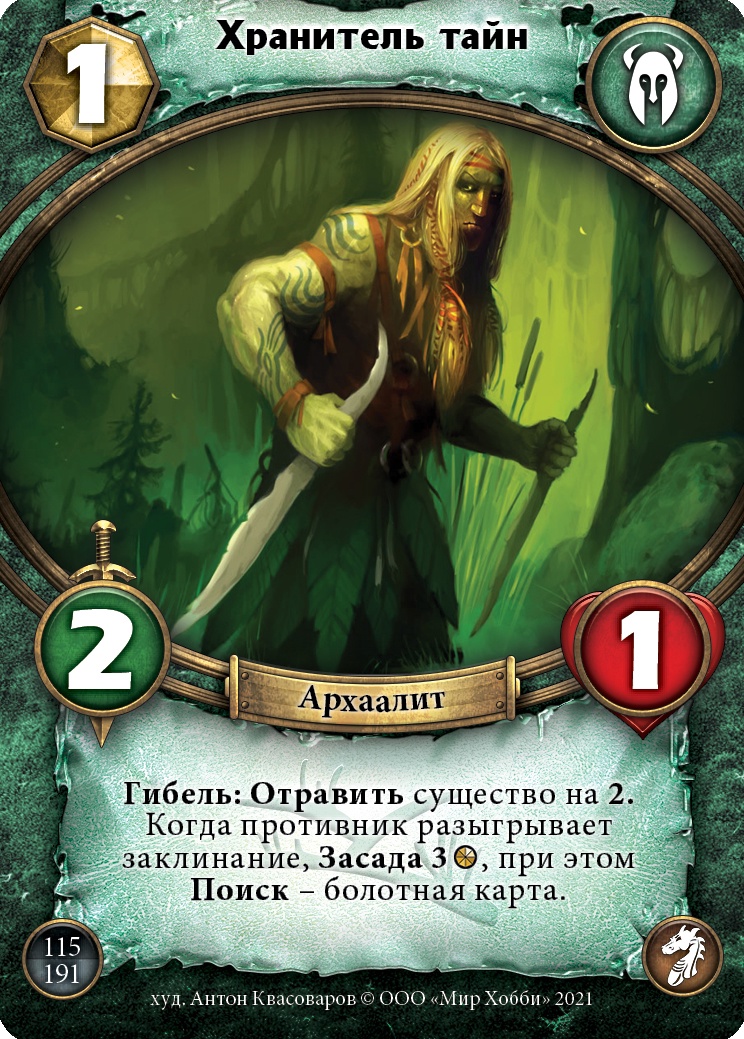 Хранитель тайн
1
2
1
Архаалит
Гибель: Отравить существо на 2.
Когда противник разыгрывает
заклинание, Засада 3 , при этом
Поиск – болотная карта.
115
191
худ. Антон Квасоваров © ООО «Мир Хобби» 2021